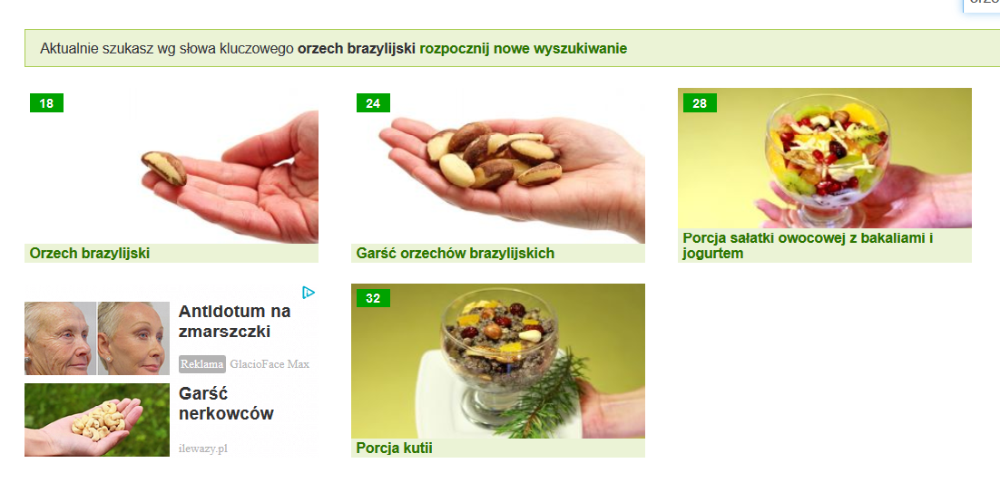 Aktualnie szukasz wg słowa kluczowego orzech brazylijski rozpocznij nowe wyszukiwanie
18
Orzech brazylijski
24
Garść orzechów brazylijskich
28
Porcja sałatki owocowej z bakaliami i
jogurtem
Antidotum na
zmarszczki
Reklama GlacioFace Max
Garść
nerkowców
ilewazy.pl
32
Porcja kutii